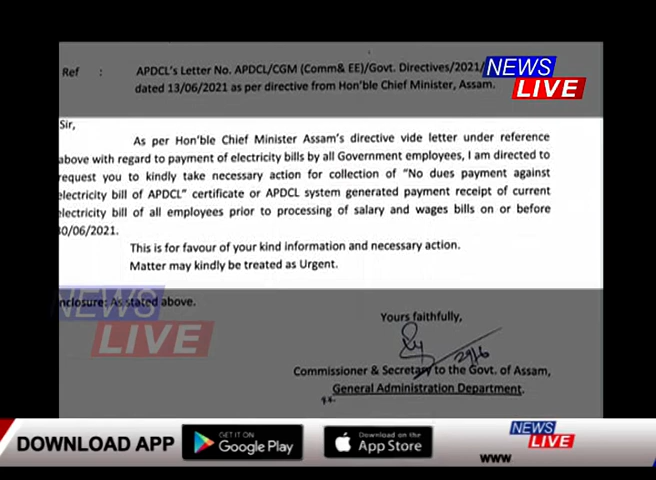 Ref : APDCL's Letter No. APDCL/CGM (Comm& EE)/Govt. Directives/2021/
dated 13/06/2021 as per directive from Hon'ble Chief Minister, Assam.
NEWS
LIVE
Sir,
As per Hon'ble Chief Minister Assam's directive vide letter under reference
above with regard to payment of electricity bills by all Government employees, I am directed to
request you to kindly take necessary action for collection of "No dues payment against
electricity bill of APDCL" certificate or APDCL system generated payment receipt of current
electricity bill of all employees prior to processing of salary and wages bills on or before
30/06/2021.
This is for favour of your kind information and necessary action.
Matter may kindly be treated as Urgent.
NEWS
LIVE
nclosure: As stated above.
Yours faithfully,
29/6
Commissioner & Secretary to the Govt. of Assam,
General Administration Department.
DOWNLOAD APP
GET IT ON
Google Play
Download on the
App Store
NEWS
LIVE
www